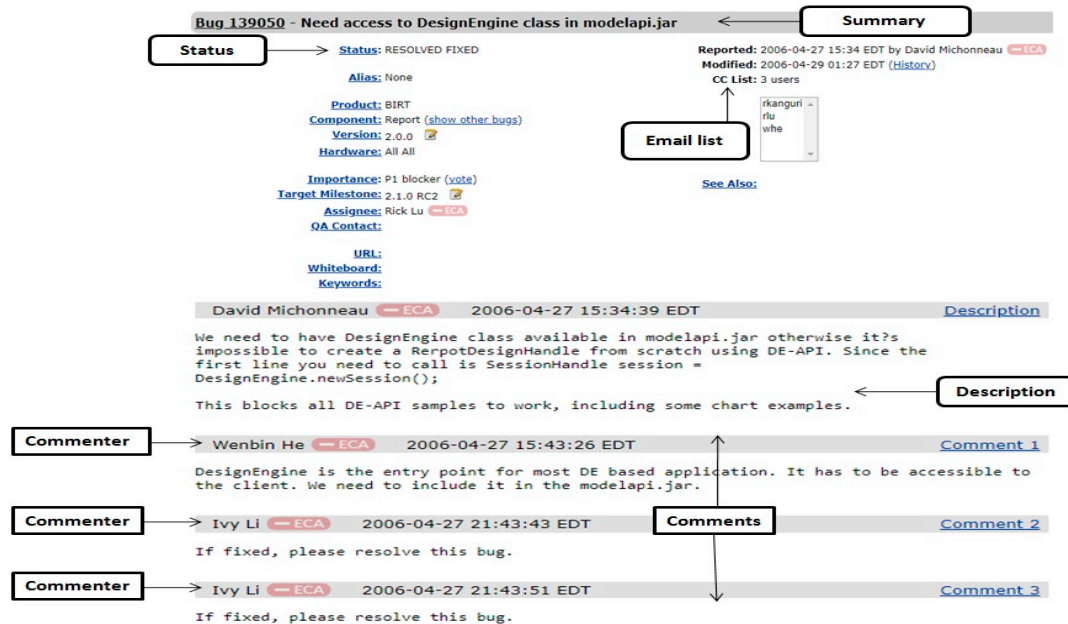 Bug 139050 - Need access to DesignEngine class in modelapi.jar
Summary
Status
Status: RESOLVED FIXED
Reported: 2006-04-27 15:34 EDT by David Michonneau ECA
Modified: 2006-04-29 01:27 EDT (History)
Alias: None
CC List: 3 users
Product: BIRT
rkanguri
Component: Report (show other bugs)
rlu
Version: 2.0.0
whe
Email list
Hardware: All All
Importance: P1 blocker (vote)
See Also:
Target Milestone: 2.1.0 RC2
Assignee: Rick Lu ECA
QA Contact:
URL:
Whiteboard:
Keywords:
David Michonneau ECA 2006-04-27 15:34:39 EDT Description
We need to have DesignEngine class available in modelapi.jar otherwise it?s
impossible to create a RerpotDesignHandle from scratch using DE-API. Since the
first line you need to call is SessionHandle session =
DesignEngine.newSession();
This blocks all DE-API samples to work, including some chart examples.
Description
Commenter
Wenbin He ECA 2006-04-27 15:43:26 EDT Comment 1
DesignEngine is the entry point for most DE based application. It has to be accessible to
the client. We need to include it in the modelapi.jar.
Commenter
Ivy Li ECA 2006-04-27 21:43:43 EDT Comment 2
Comments
If fixed, please resolve this bug.
Commenter
Ivy Li ECA 2006-04-27 21:43:51 EDT Comment 3
If fixed, please resolve this bug.